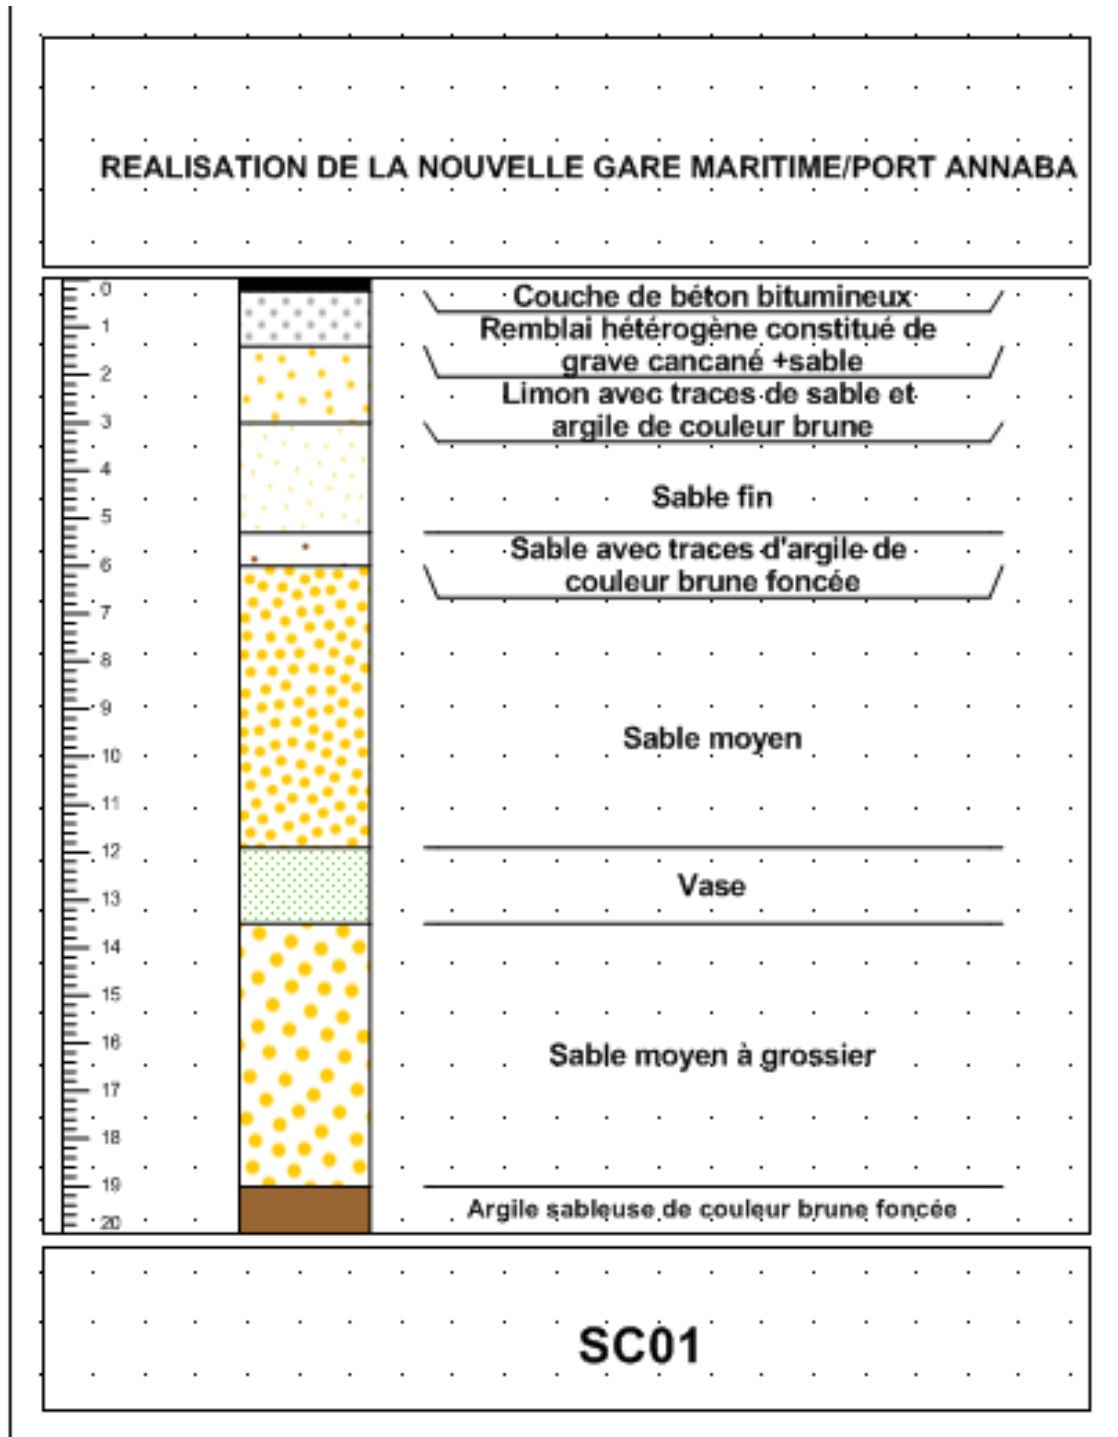 REALISATION DE LA NOUVELLE GARE MARITIME/PORT ANNABA
0
Couche de béton bitumineux
1
Remblai hétérogène constitué de
grave cancané +sable
2
Limon avec traces de sable et
3
argile de couleur brune
4
Sable fin
5
Sable avec traces d'argile de
6
couleur brune foncée
7
8
9
Sable moyen
10
11
12
Vase
13
14
15
16
Sable moyen à grossier
17
18
19
Argile sableuse de couleur brune foncée
20
SC01